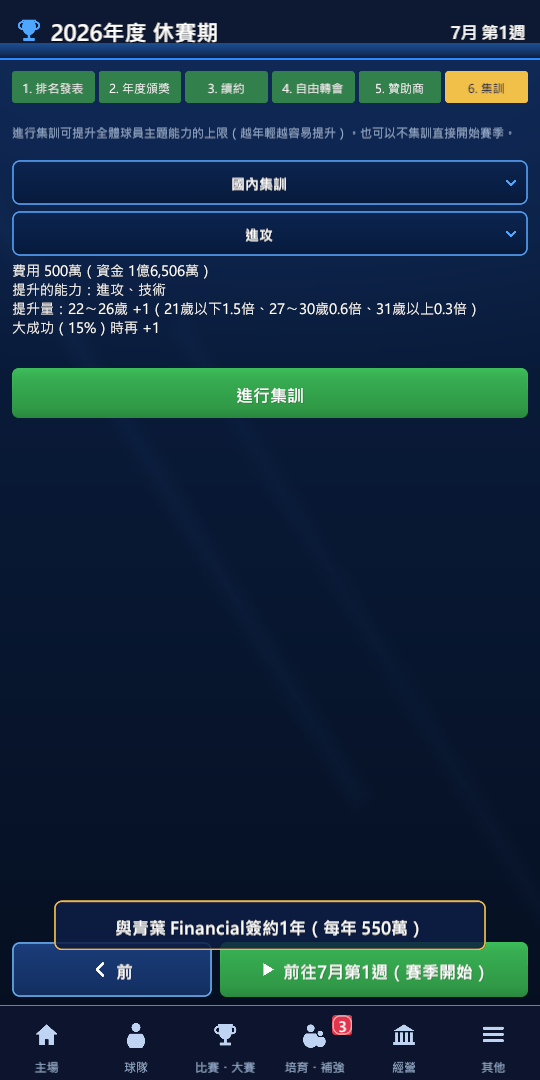 2026年度 休賽期
7月 第1週
1. 排名發表
2. 年度頒獎
3. 續約
4. 自由轉會
5. 贊助商
6. 集訓
進行集訓可提升全體球員主題能力的上限（越年輕越容易提升）。也可以不集訓直接開始賽季。
國內集訓
進攻
費用 500萬（資金 1億6,506萬）
提升的能力：進攻、技術
提升量：22～26歲 +1（21歲以下1.5倍、27～30歲0.6倍、31歲以上0.3倍）
大成功（15%）時再 +1
進行集訓
與青葉 Financial簽約1年（每年 550萬）
前
前往7月第1週（賽季開始）
3
主場
球隊
比賽・大賽
培育・補強
經營
其他